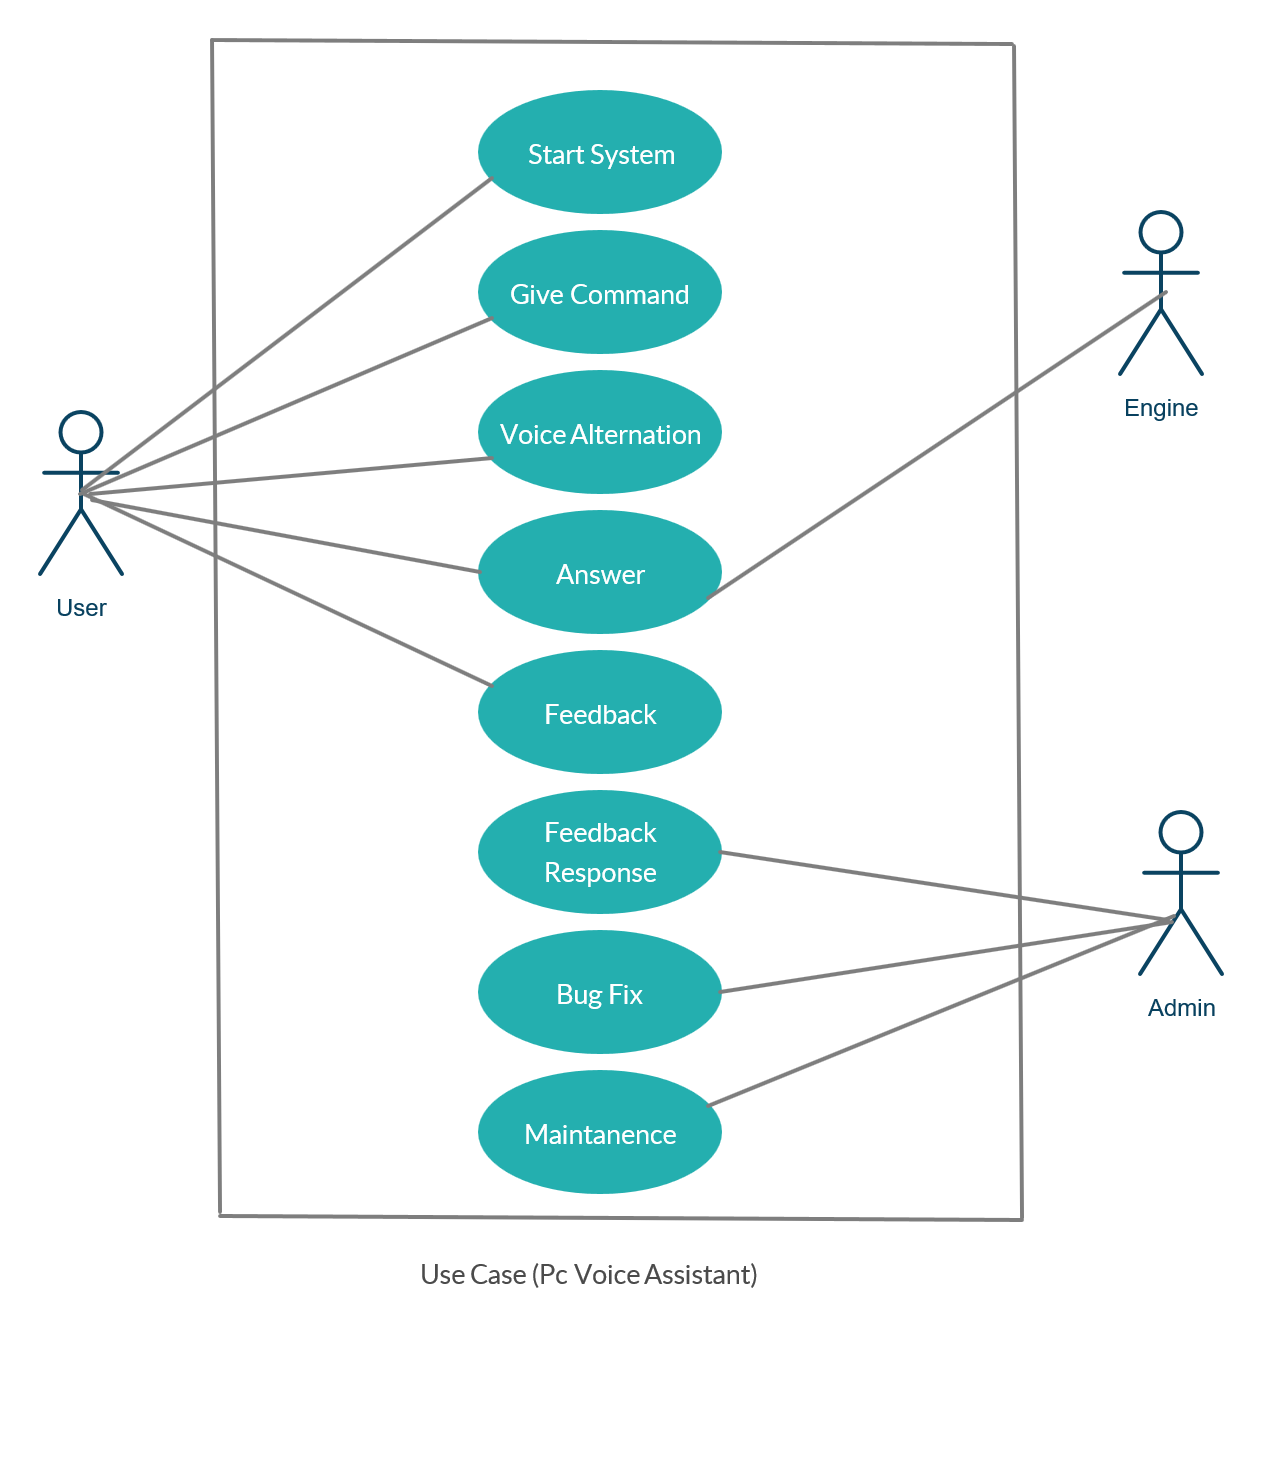 Start System
Give Command
Voice Alternation
Answer
Feedback
Feedback
Response
Bug Fix
Maintanence
User
Engine
Admin
Use Case (Pc Voice Assistant)